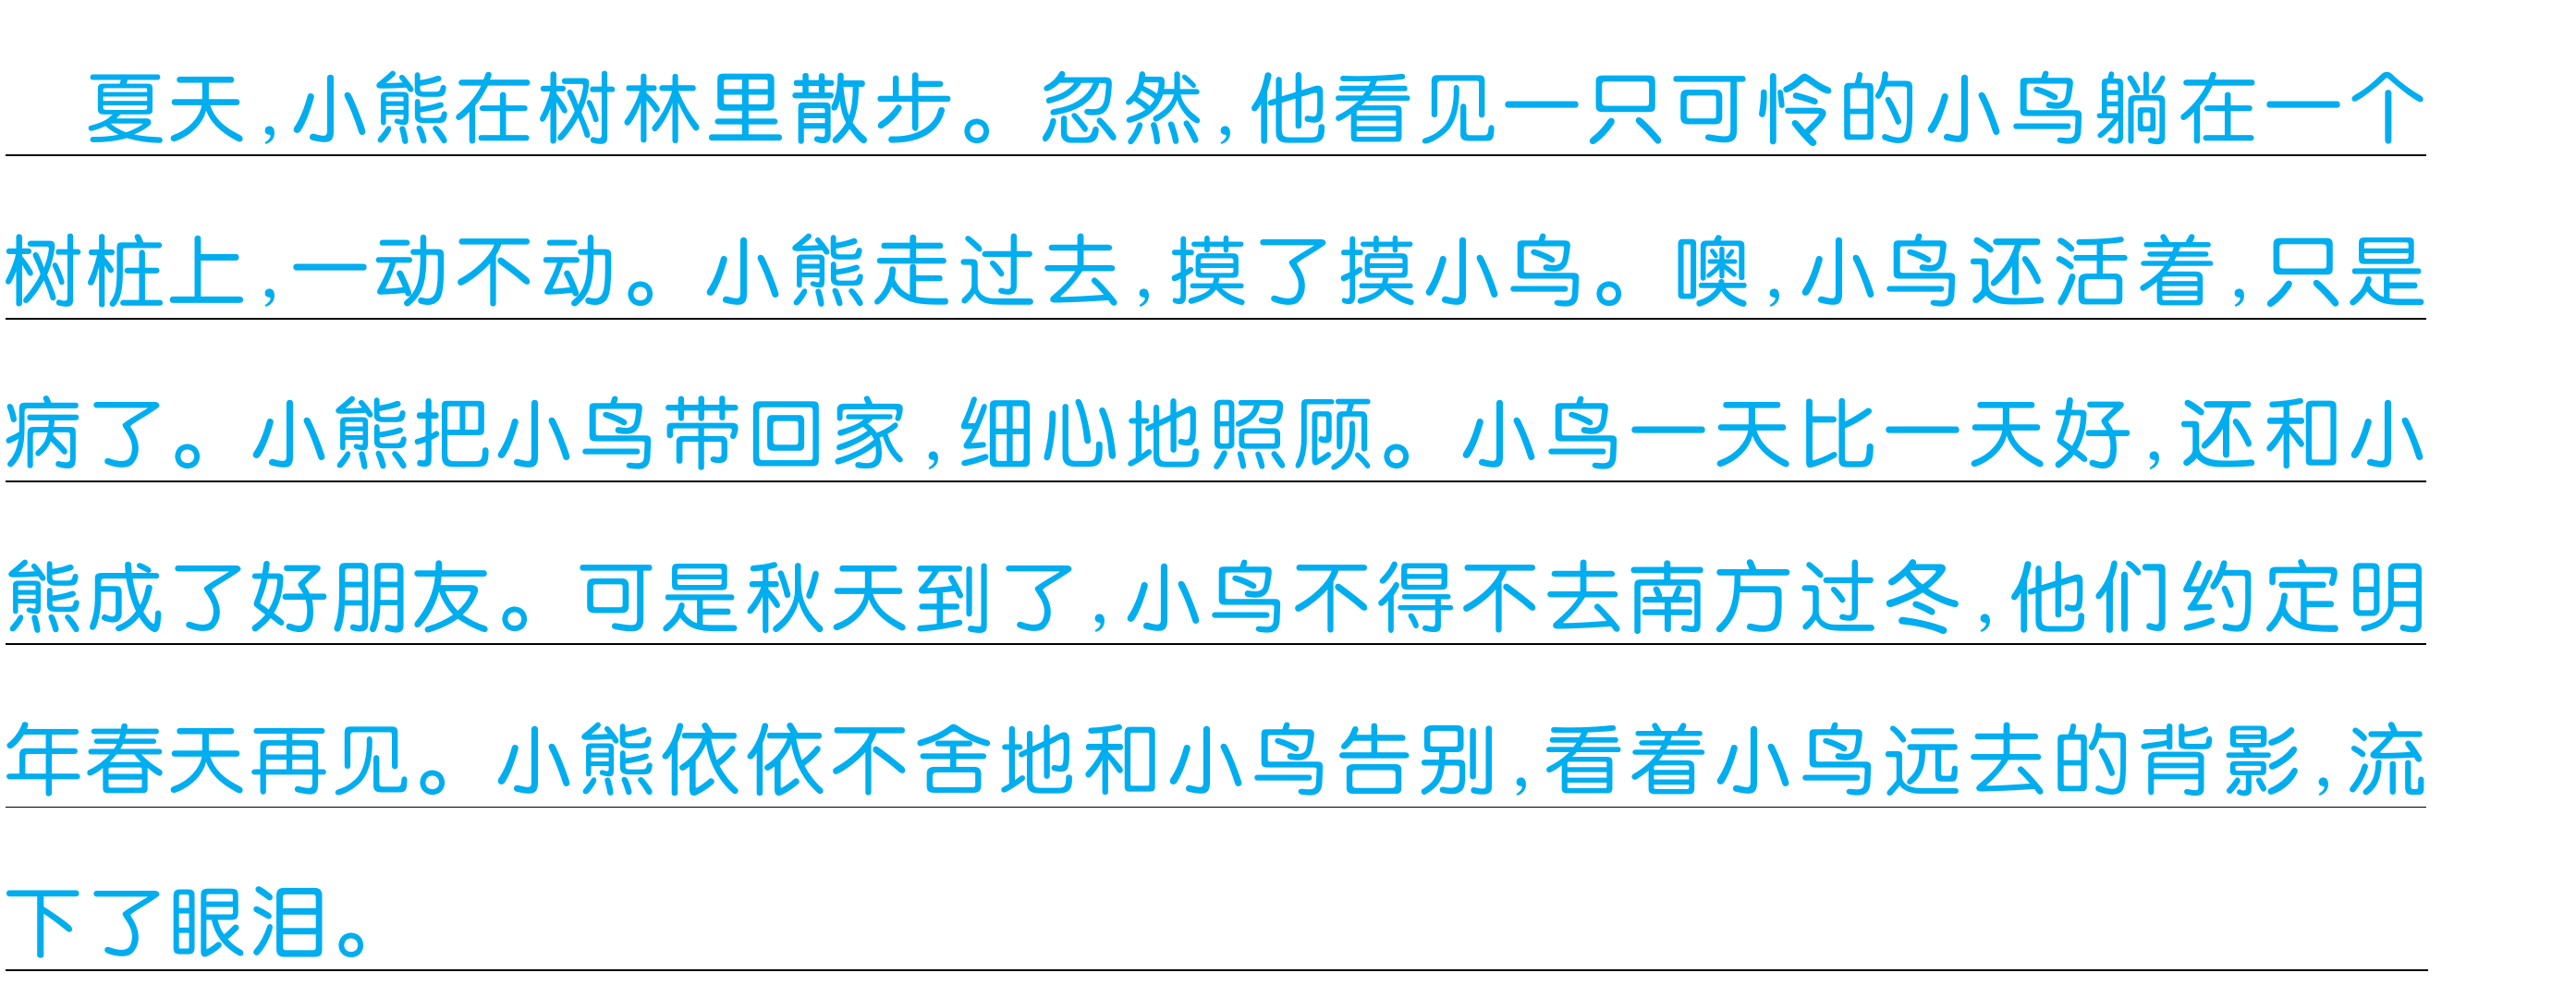 夏天,小熊在树林里散步。忽然,他看见一只可怜的小鸟躺在一个
树桩上,一动不动。小熊走过去,摸了摸小鸟。噢,小鸟还活着,只是
病了。小熊把小鸟带回家,细心地照顾。小鸟一天比一天好,还和小
熊成了好朋友。可是秋天到了,小鸟不得不去南方过冬,他们约定明
年春天再见。小熊依依不舍地和小鸟告别,看着小鸟远去的背影,流
下了眼泪。